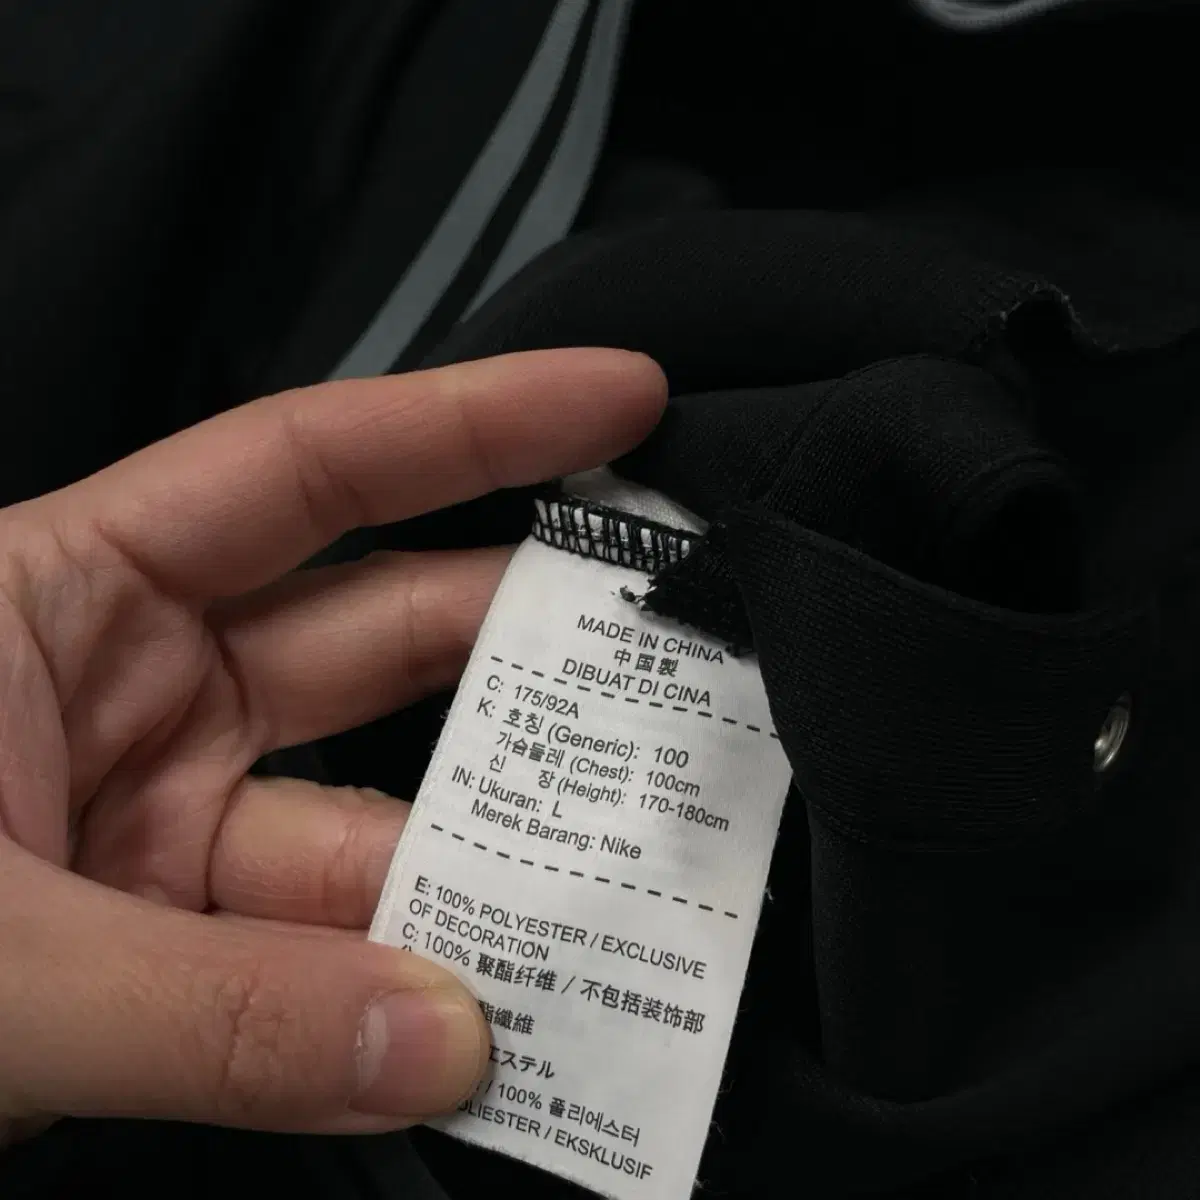 MADE IN CHINA
中国製
DIBUAT DI CINA
C: 175/92A
K: 호칭 (Generic): 100
가슴둘레 (Chest): 100cm
신 장 (Height): 170-180cm
IN: Ukuran: L
Merek Barang: Nike
E: 100% POLYESTER / EXCLUSIVE
OF DECORATION
C: 100% 聚酯纤维 / 不包括装饰部
酯纖維
エステル
/ 100% 폴리에스터
/ EKSKLUSIF